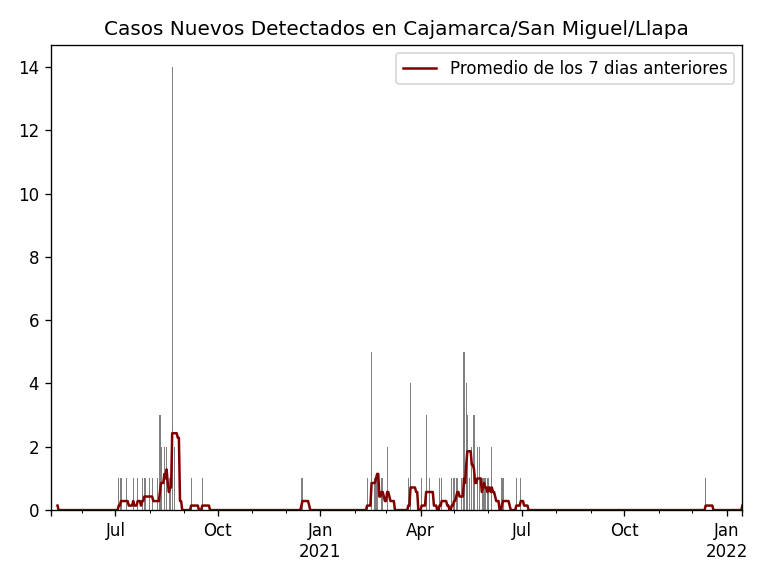 Casos Nuevos Detectados en Cajamarca/San Miguel/Llapa
Promedio de los 7 dias anteriores
14
12
10
8
6
4
2
0
Jul
Oct
Jan
2021
Apr
Jul
Oct
Jan
2022